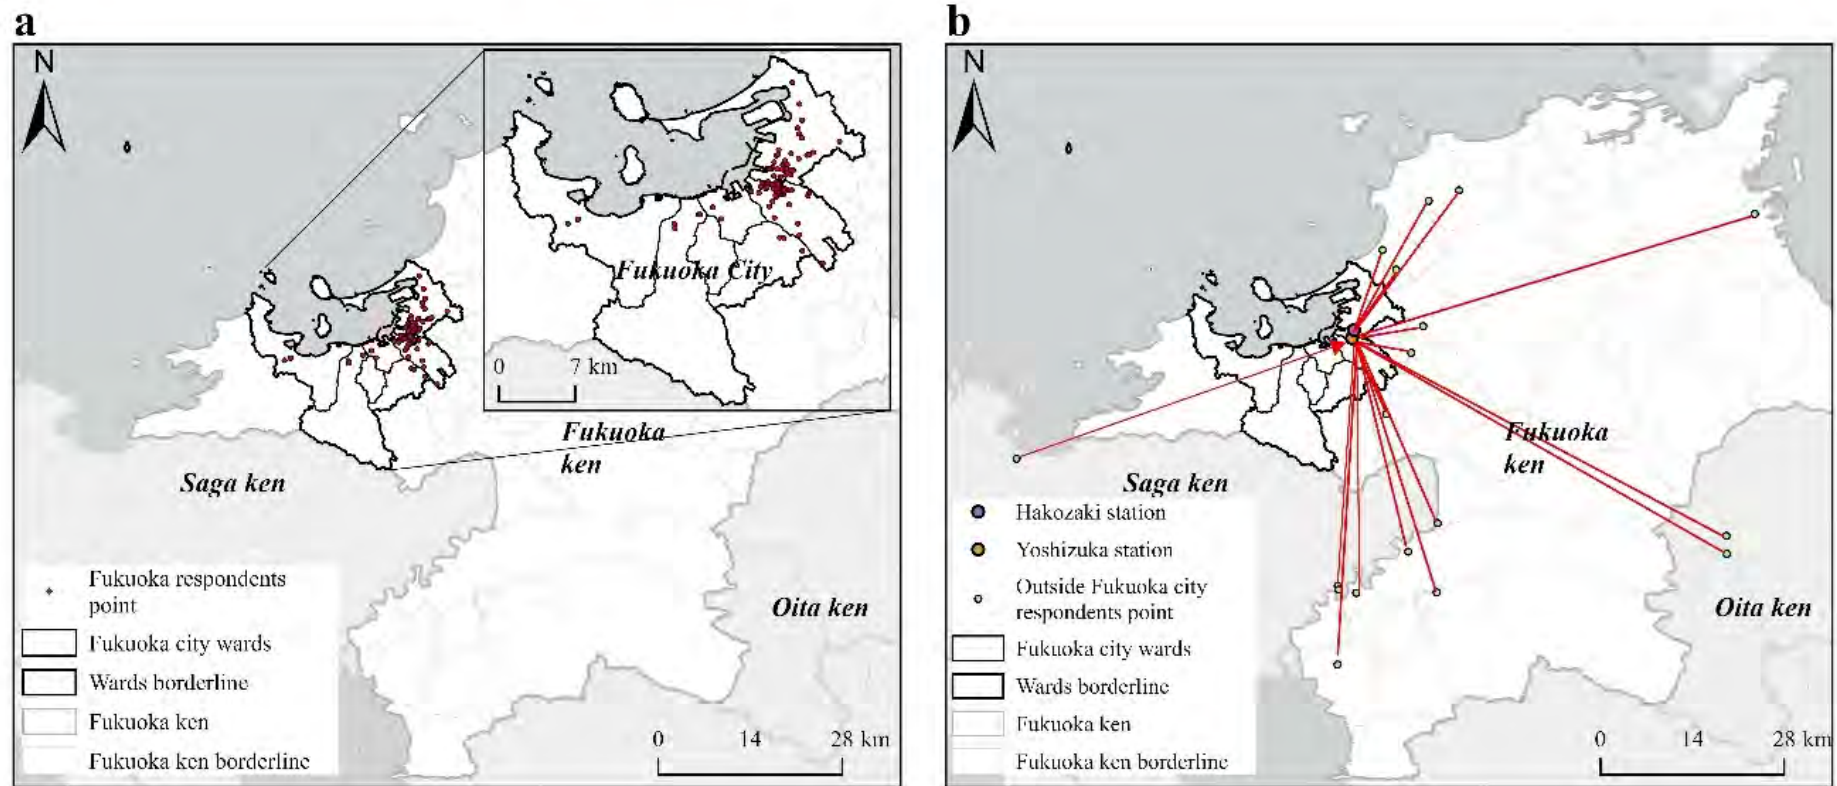 a
N
Fukuoka City
0 7 km
Fukuoka
ken
Saga ken
Oita ken
Fukuoka respondents
point
Fukuoka city wards
Wards borderline
Fukuoka ken
Fukuoka ken borderline
0 14 28 km
b
N
Fukuoka
ken
Saga ken
Oita ken
Hakozaki station
Yoshizuka station
Outside Fukuoka city
respondents point
Fukuoka city wards
Wards borderline
Fukuoka ken
Fukuoka ken borderline
0 14 28 km